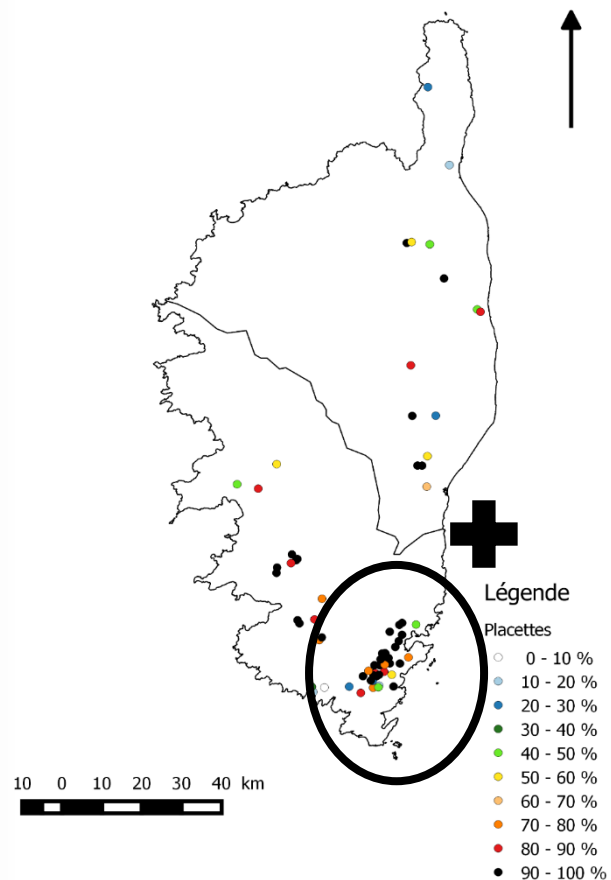 Légende
Placettes
0 - 10 %
10 - 20 %
20 - 30 %
30 - 40 %
40 - 50 %
50 - 60 %
60 - 70 %
70 - 80 %
80 - 90 %
90 - 100 %
10 0 10 20 30 40 km